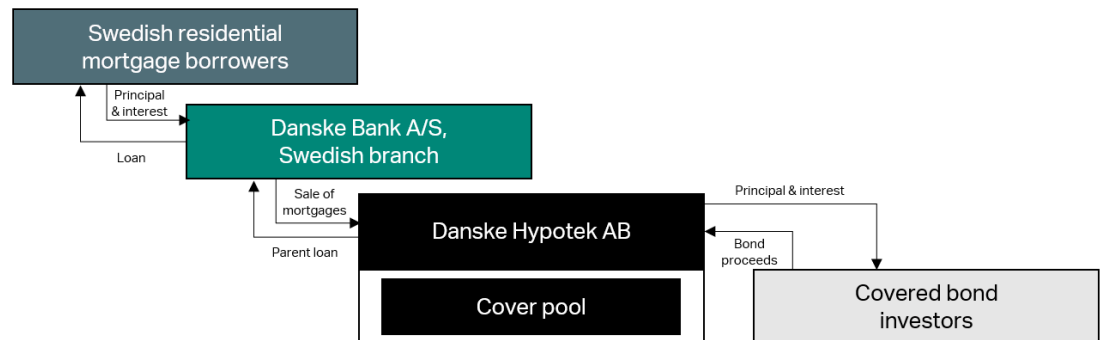 Swedish residential
mortgage borrowers
Principal
& interest
Loan
Danske Bank A/S,
Swedish branch
Sale of
mortgages
Parent loan
Danske Hypotek AB
Principal & interest
Bond
proceeds
Cover pool
Covered bond
investors